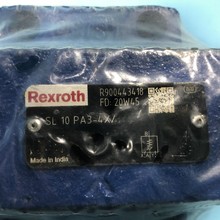 Rexroth
R900443418
FD: 20W45
SL 10 PA3-4X/
Made in India